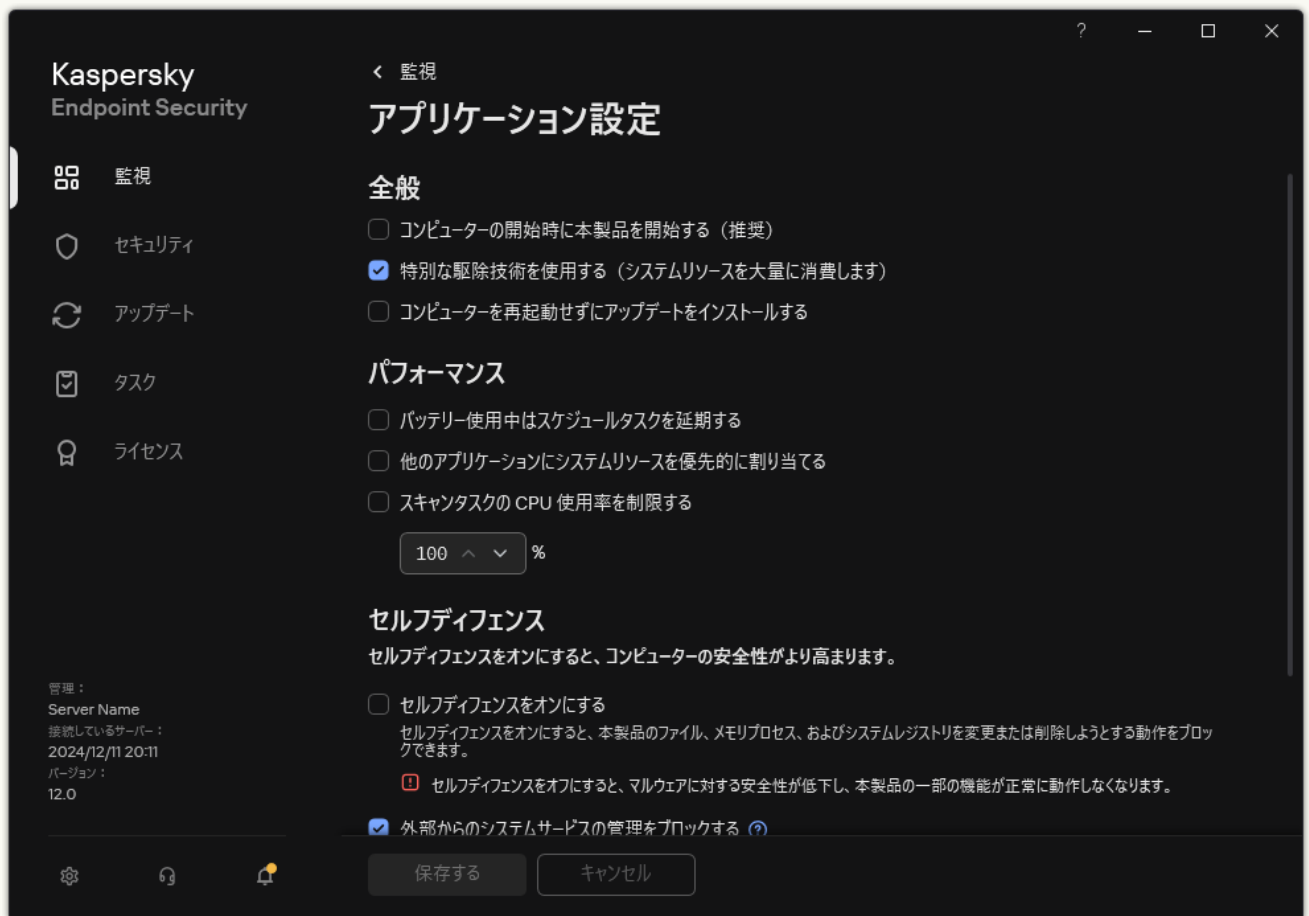 ?
Kaspersky
Endpoint Security
監視
セキュリティ
アップデート
タスク
ライセンス
管理：
Server Name
接続しているサーバー：
2024/12/11 20:11
バージョン：
12.0
監視
アプリケーション設定
全般
コンピューターの開始時に本製品を開始する（推奨）
特別な駆除技術を使用する（システムリソースを大量に消費します）
コンピューターを再起動せずにアップデートをインストールする
パフォーマンス
バッテリー使用中はスケジュールタスクを延期する
他のアプリケーションにシステムリソースを優先的に割り当てる
スキャンタスクの CPU 使用率を制限する
100 %
セルフディフェンス
セルフディフェンスをオンにすると、コンピューターの安全性がより高まります。
セルフディフェンスをオンにする
セルフディフェンスをオンにすると、本製品のファイル、メモリプロセス、およびシステムレジストリを変更または削除しようとする動作をブロッ
クできます。
セルフディフェンスをオフにすると、マルウェアに対する安全性が低下し、本製品の一部の機能が正常に動作しなくなります。
外部からのシステムサービスの管理をブロックする ?
保存する
キャンセル